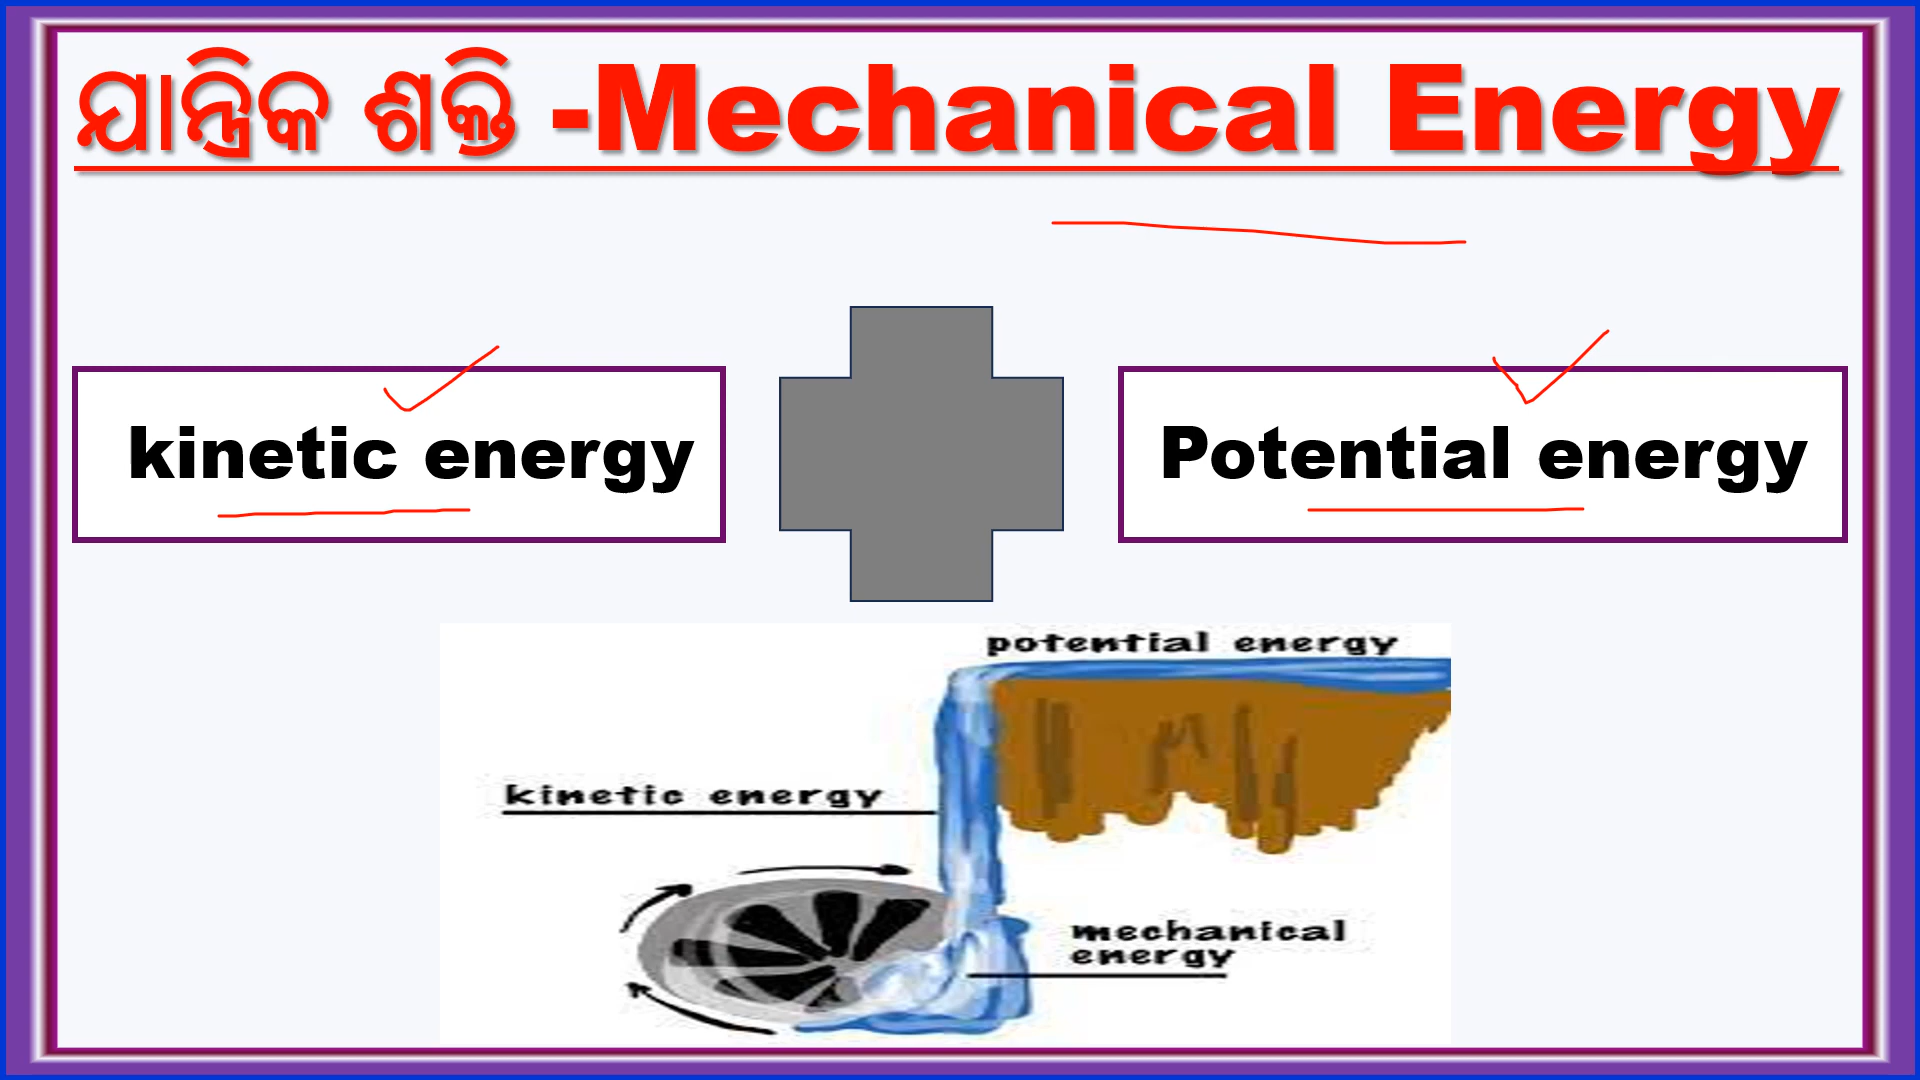 ଯାନ୍ତ୍ରିକ ଶକ୍ତି -Mechanical Energy
kinetic energy
Potential energy
potential energy
kinetic energy
mechanical
energy